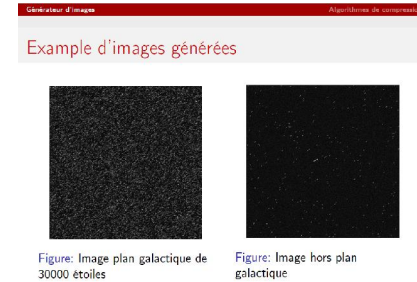 Générateur d'images
Algorithmes de compressio
Example d'images générées
Figure: Image plan galactique de
30000 étoiles
Figure: Image hors plan
galactique